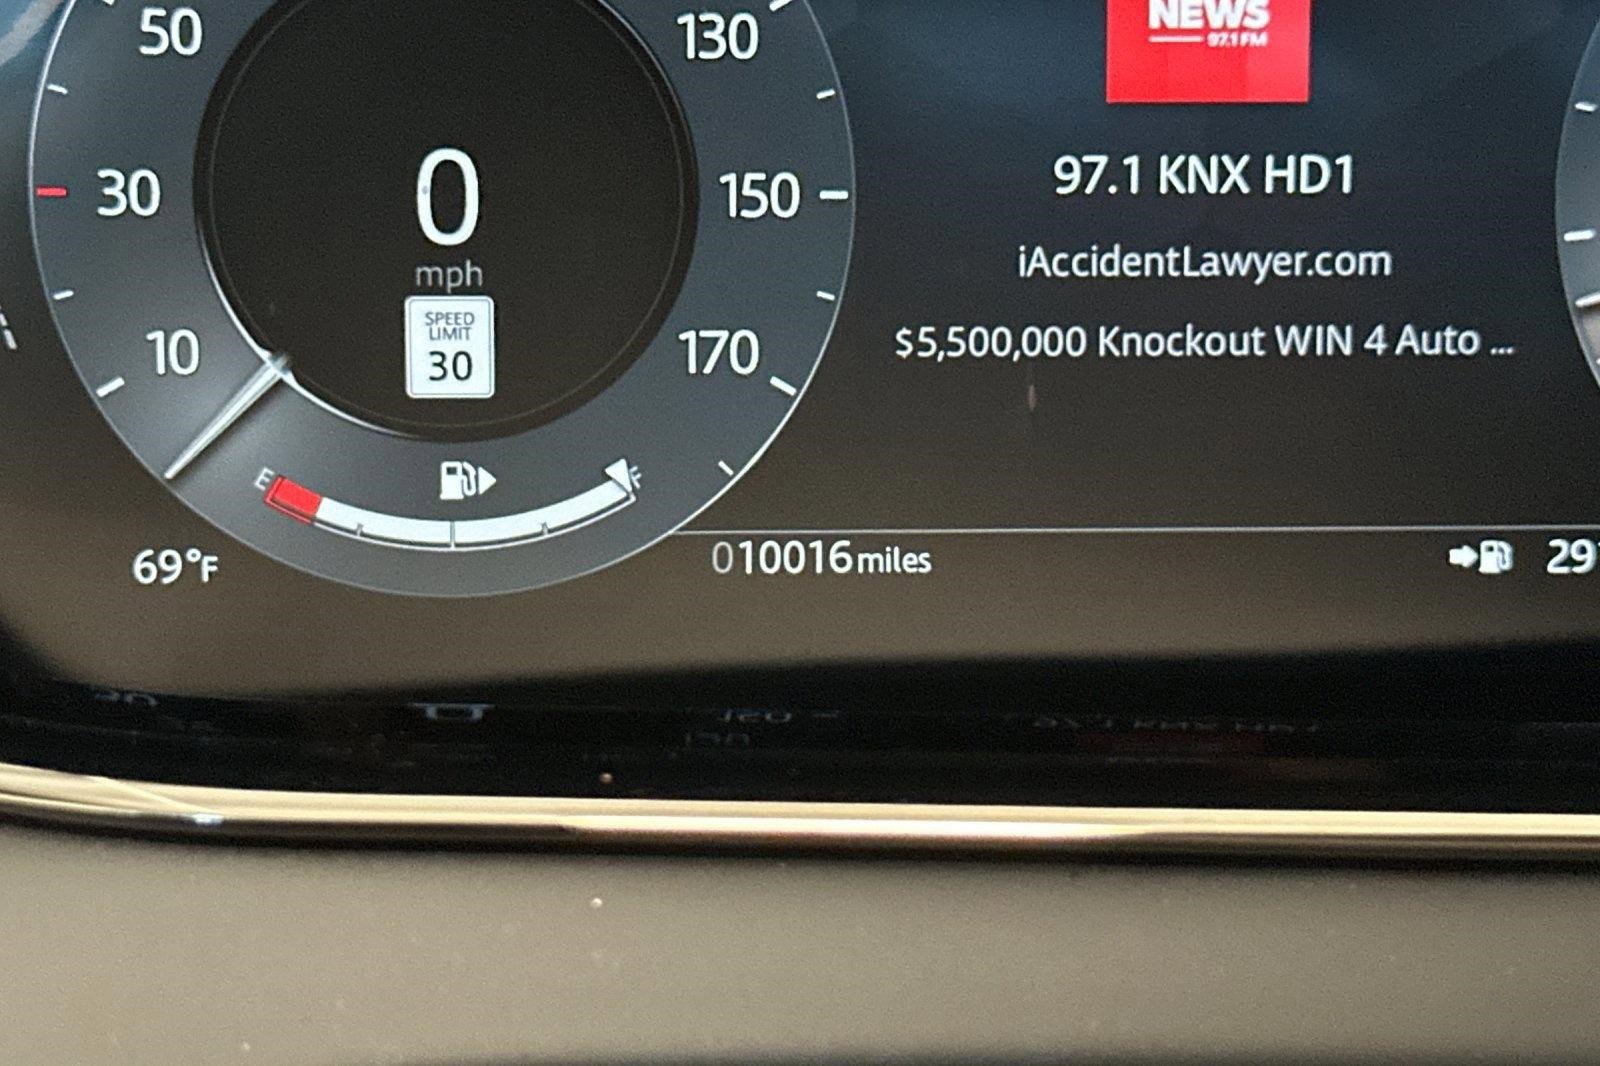 50
30
10
130
150
170
0
mph
SPEED
LIMIT
30
E
F
69°F
NEWS
97.1 FM
97.1 KNX HD1
iAccidentLawyer.com
$5,500,000 Knockout WIN 4 Auto ...
010016 miles
29